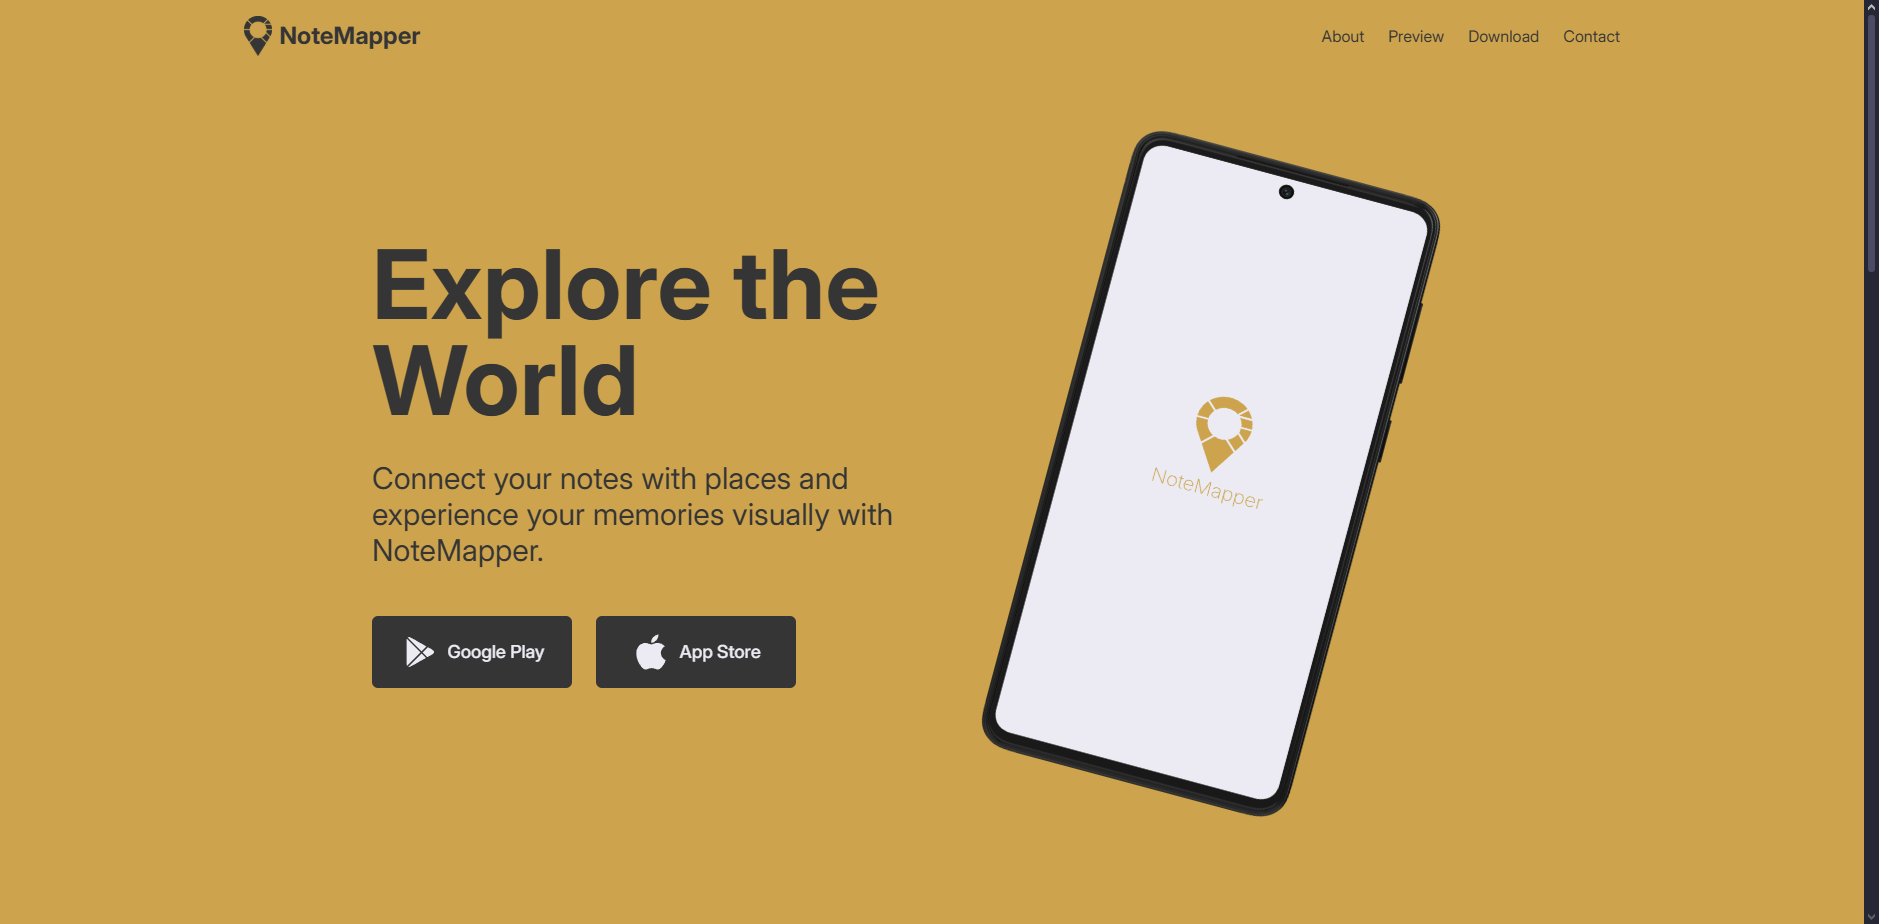 NoteMapper
About
Preview
Download
Contact
Explore the
World
Connect your notes with places and
experience your memories visually with
NoteMapper.
Google Play
App Store
NoteMapper